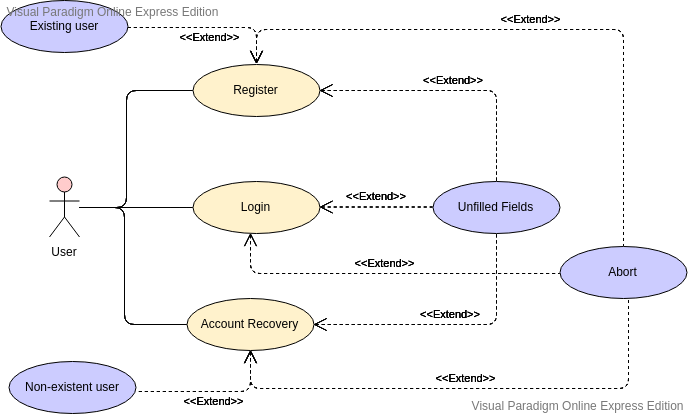 Visual Paradigm Online Express Edition
Existing user
<<Extend>>
<<Extend>>
Register
<<Extend>>
Login
<<Extend>>
Unfilled Fields
User
<<Extend>>
Abort
Account Recovery
<<Extend>>
Non-existent user
<<Extend>>
<<Extend>>
Visual Paradigm Online Express Edition